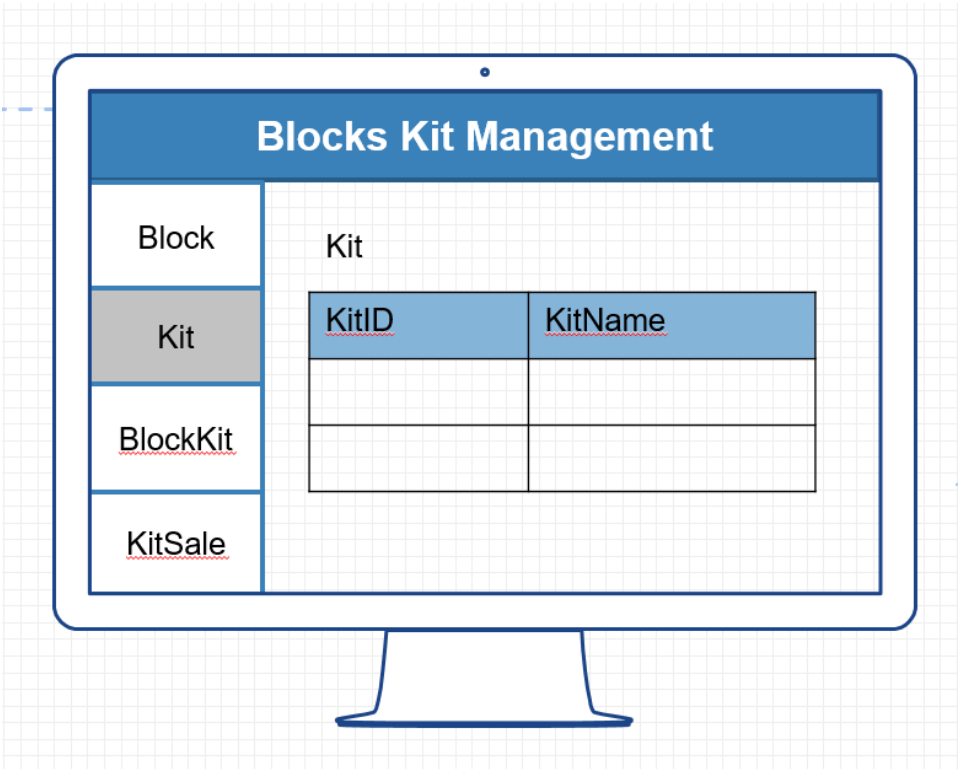 Blocks Kit Management
Block
Kit
BlockKit
KitSale
Kit
KitID KitName